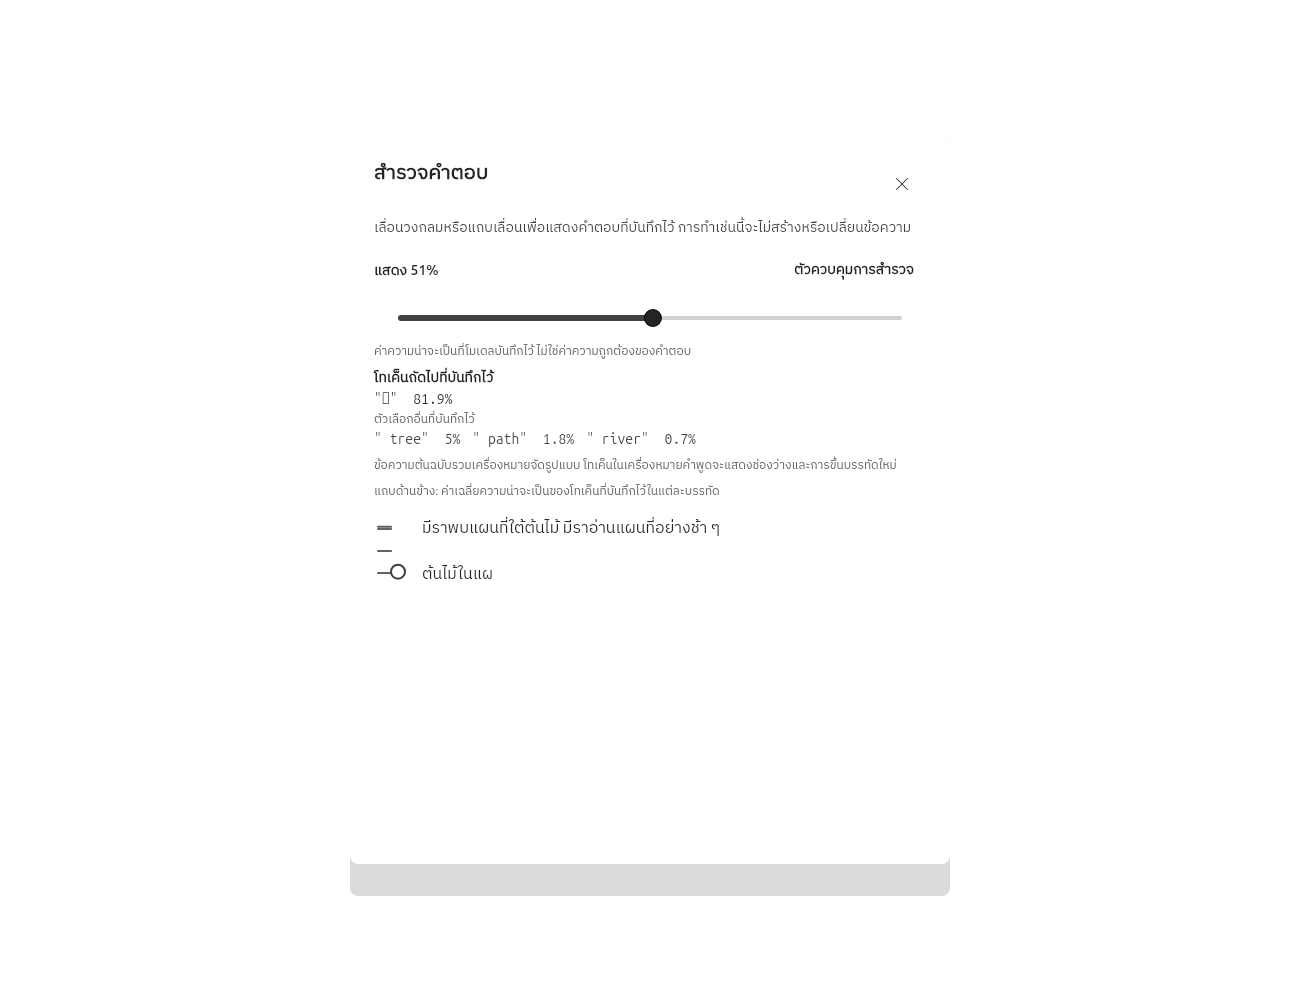 สำรวจคำตอบ
เลื่อนวงกลมหรือแถบเลื่อนเพื่อแสดงคำตอบที่บันทึกไว้ การทำเช่นนี้จะไม่สร้างหรือเปลี่ยนข้อความ
แสดง 51%
ตัวควบคุมการสำรวจ
ค่าความน่าจะเป็นที่โมเดลบันทึกไว้ ไม่ใช่ค่าความถูกต้องของคำตอบ
โทเค็นถัดไปที่บันทึกไว้
"▯" 81.9%
ตัวเลือกอื่นที่บันทึกไว้
" tree" 5% " path" 1.8% " river" 0.7%
ข้อความต้นฉบับรวมเครื่องหมายจัดรูปแบบ โทเค็นในเครื่องหมายคำพูดจะแสดงช่องว่างและการขึ้นบรรทัดใหม่
แถบด้านข้าง: ค่าเฉลี่ยความน่าจะเป็นของโทเค็นที่บันทึกไว้ในแต่ละบรรทัด
มีราพบแผนที่ใต้ต้นไม้ มีราอ่านแผนที่อย่างช้า ๆ
ต้นไม้ในแผ